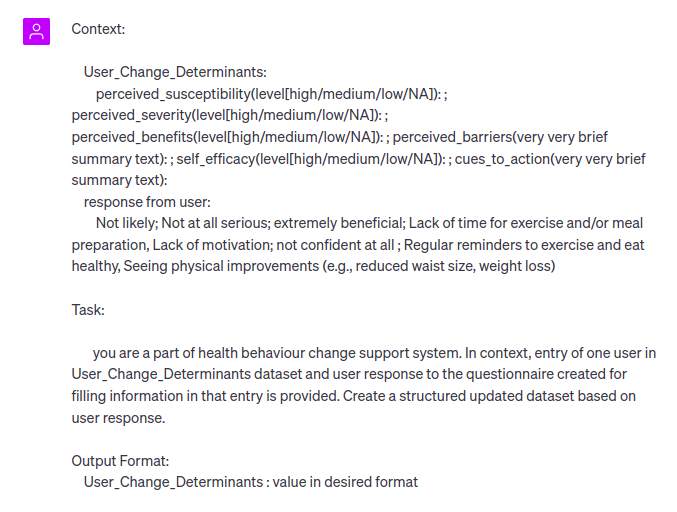 Context:
User_Change_Determinants:
perceived_susceptibility(level[high/medium/low/NA]): ;
perceived_severity(level[high/medium/low/NA]): ;
perceived_benefits(level[high/medium/low/NA]): ; perceived_barriers(very very brief
summary text): ; self_efficacy(level[high/medium/low/NA]): ; cues_to_action(very very brief
summary text):
response from user:
Not likely; Not at all serious; extremely beneficial; Lack of time for exercise and/or meal
preparation, Lack of motivation; not confident at all ; Regular reminders to exercise and eat
healthy, Seeing physical improvements (e.g., reduced waist size, weight loss)
Task:
you are a part of health behaviour change support system. In context, entry of one user in
User_Change_Determinants dataset and user response to the questionnaire created for
filling information in that entry is provided. Create a structured updated dataset based on
user response.
Output Format:
User_Change_Determinants : value in desired format